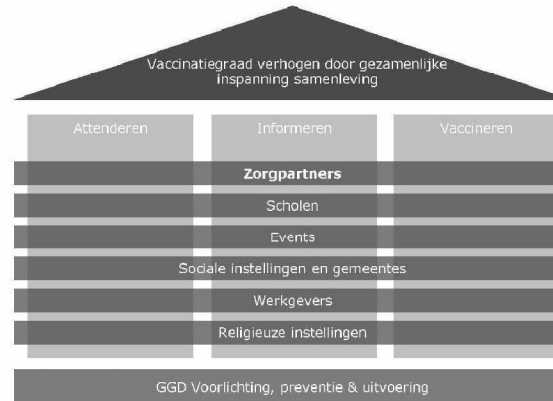 Vaccinatiegraad verhogen door gezamenlijke
inspanning samenleving
Attenderen
Informeren
Vaccineren
Zorgpartners
Scholen
Events
Sociale instellingen en gemeentes
Werkgevers
Religieuze instellingen
GGD Voorlichting, preventie & uitvoering